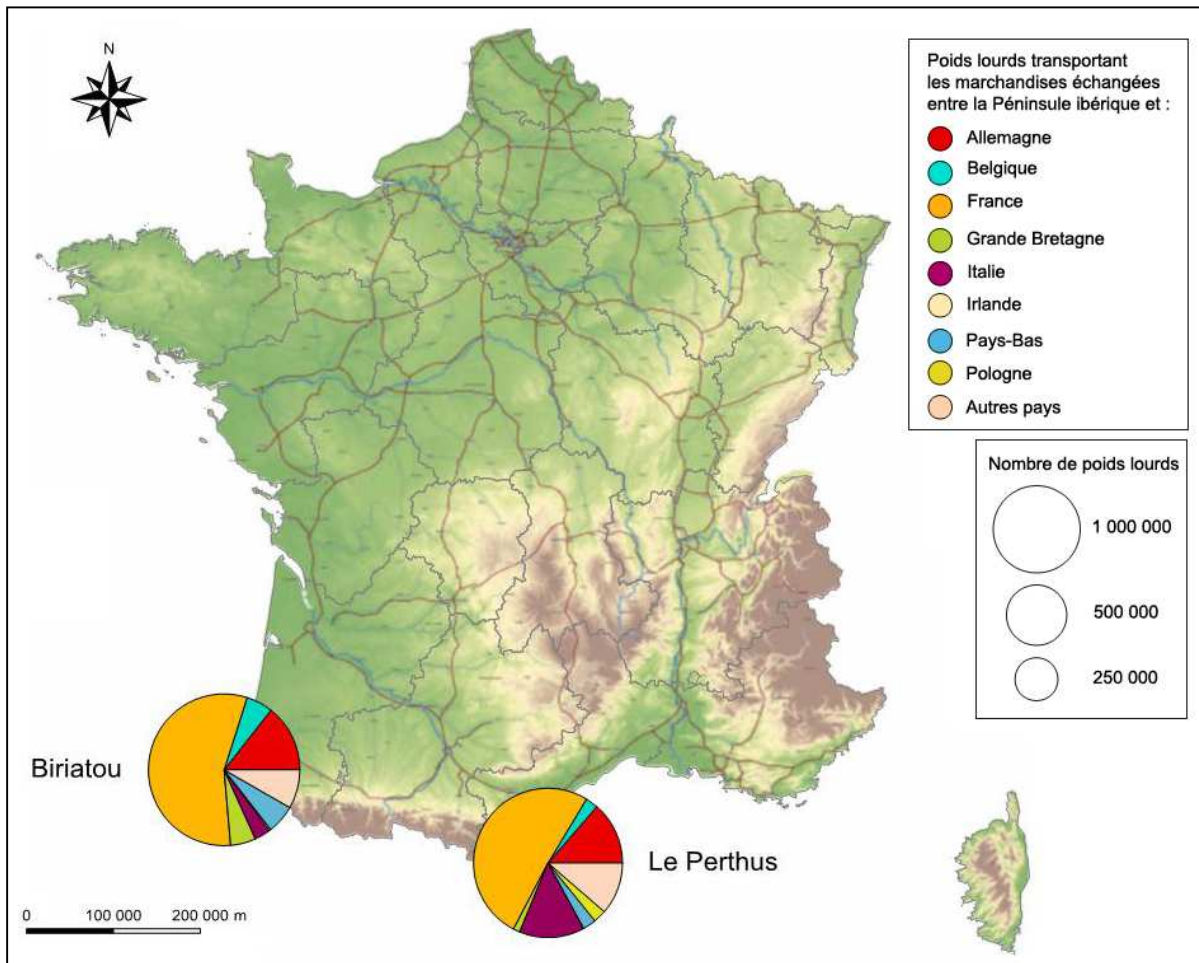 N
Poids lourds transportant
les marchandises échangées
entre la Péninsule ibérique et :
Allemagne
Belgique
France
Grande Bretagne
Italie
Irlande
Pays-Bas
Pologne
Autres pays
Nombre de poids lourds
1 000 000
500 000
250 000
Biriatou
Le Perthus
0 100 000 200 000 m